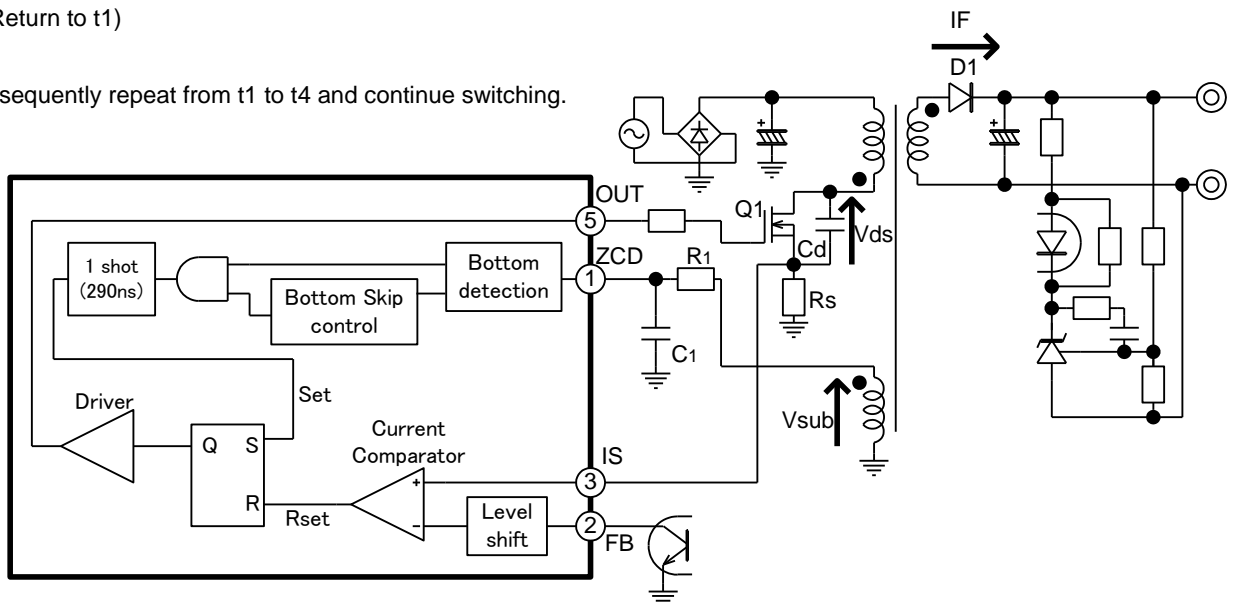 Return to t1)
sequently repeat from t1 to t4 and continue switching.
IF
D1
+
+
OUT
5
Q1
Cd
Vds
ZCD
1
R1
Rs
C1
1 shot
(290ns)
Bottom
detection
Bottom Skip
control
Set
Driver
Q
S
R
Rset
Current
Comparator
+
-
Level
shift
IS
3
2
FB
Vsub